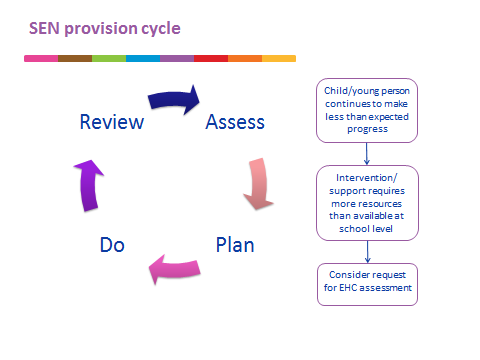 SEN provision cycle
Review
Assess
Do
Plan
Child/young person
continues to make
less than expected
progress
Intervention/
support requires
more resources
than available at
school level
Consider request
for EHC assessment